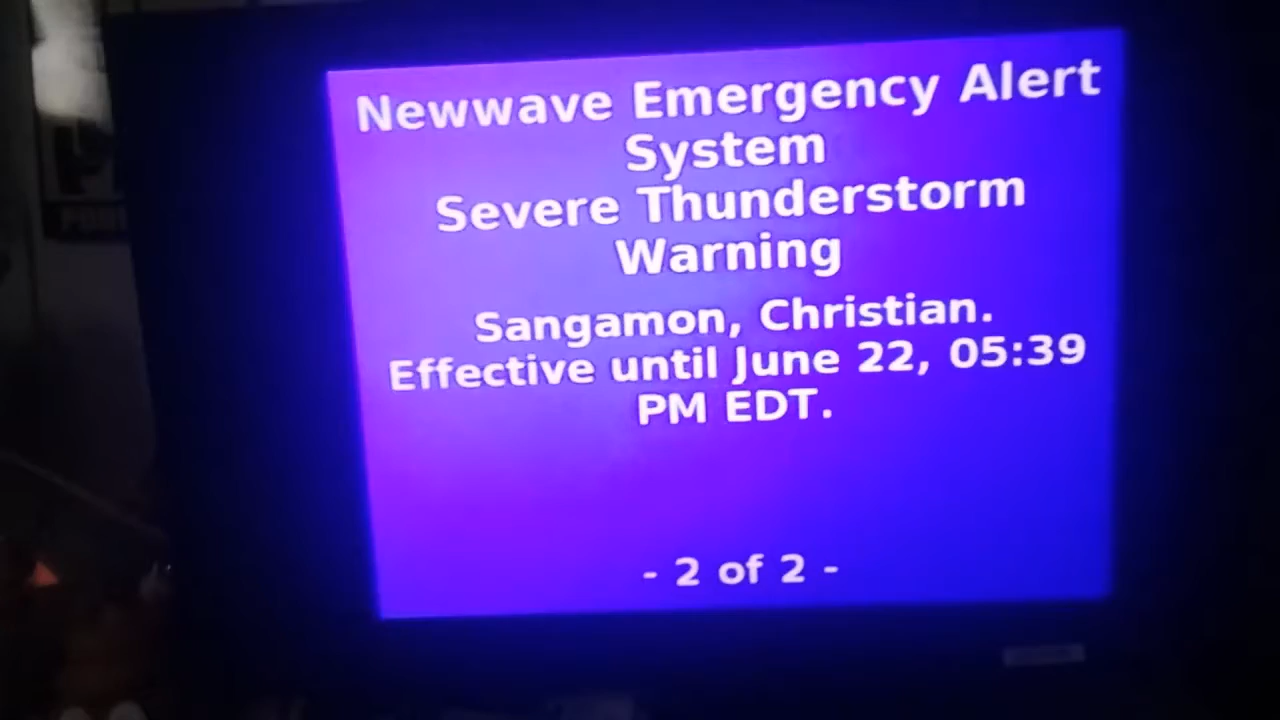 Newwave Emergency Alert
System
Severe Thunderstorm
Warning
Sangamon, Christian.
Effective until June 22, 05:39
PM EDT.
- 2 of 2 -